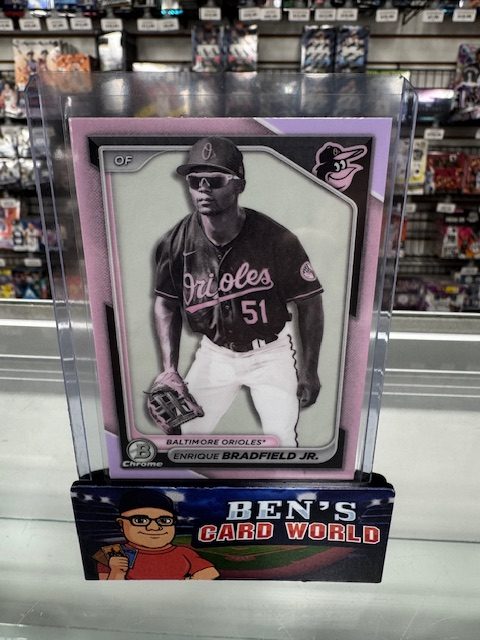 OF
Orioles
51
B
Chrome
BALTIMORE ORIOLES*
ENRIQUE BRADFIELD JR.
BEN'S
CARD WORLD